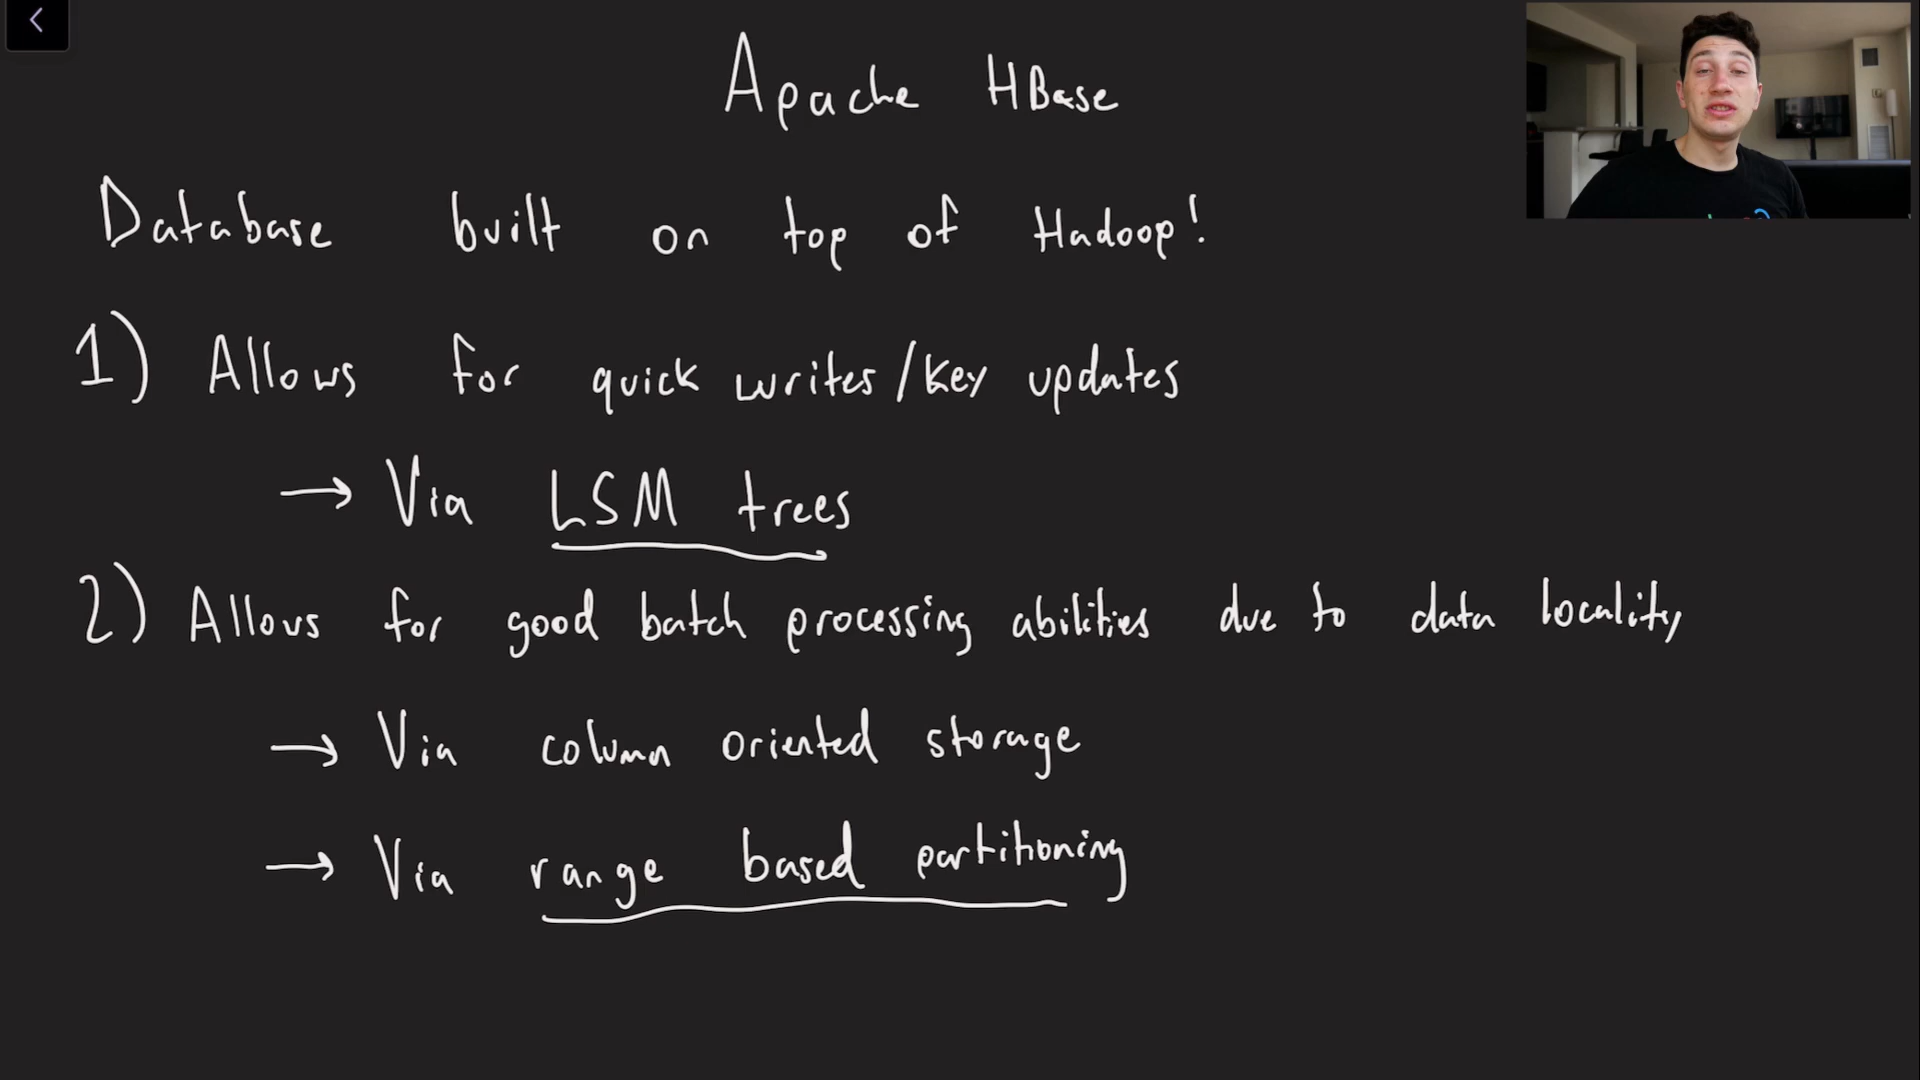 Apache HBase
Database built on top of Hadoop!
1) Allows for quick writes/key updates
→ Via LSM trees
2) Allows for good batch processing abilities due to data locality
→ Via column oriented storage
→ Via range based partitioning